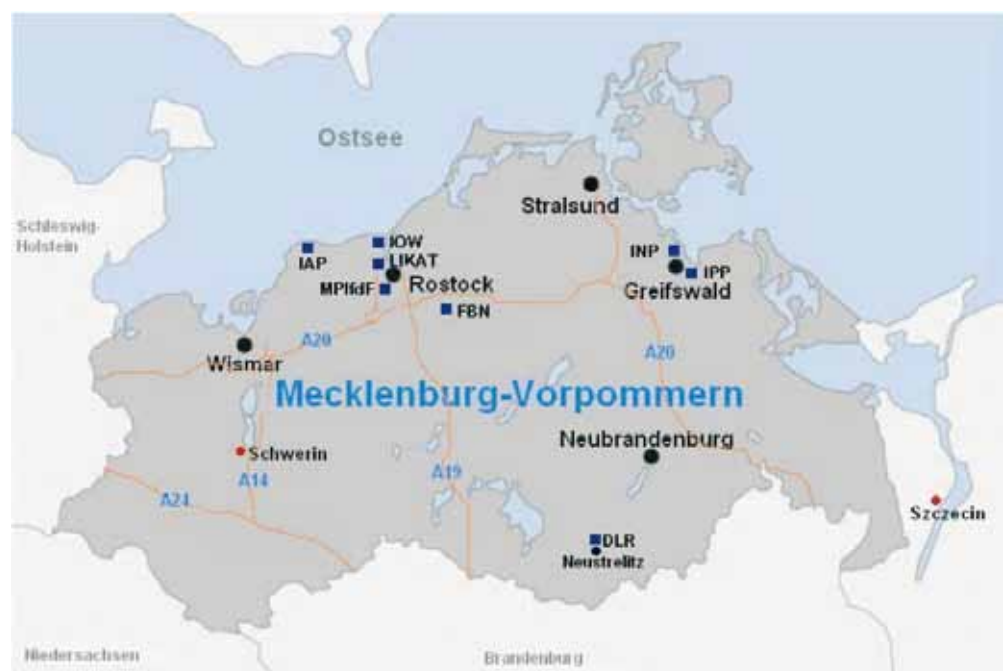 Ostsee
Schleswig-
Holstein
Stralsund
IOW
IAP
LIKAT
INP
IPP
MPIfdF
Rostock
Greifswald
FBN
A20
A20
Wismar
Mecklenburg-Vorpommern
Neubrandenburg
Schwerin
A19
A14
A24
Szczecin
DLR
Neustrelitz
Niedersachsen
Brandenburg